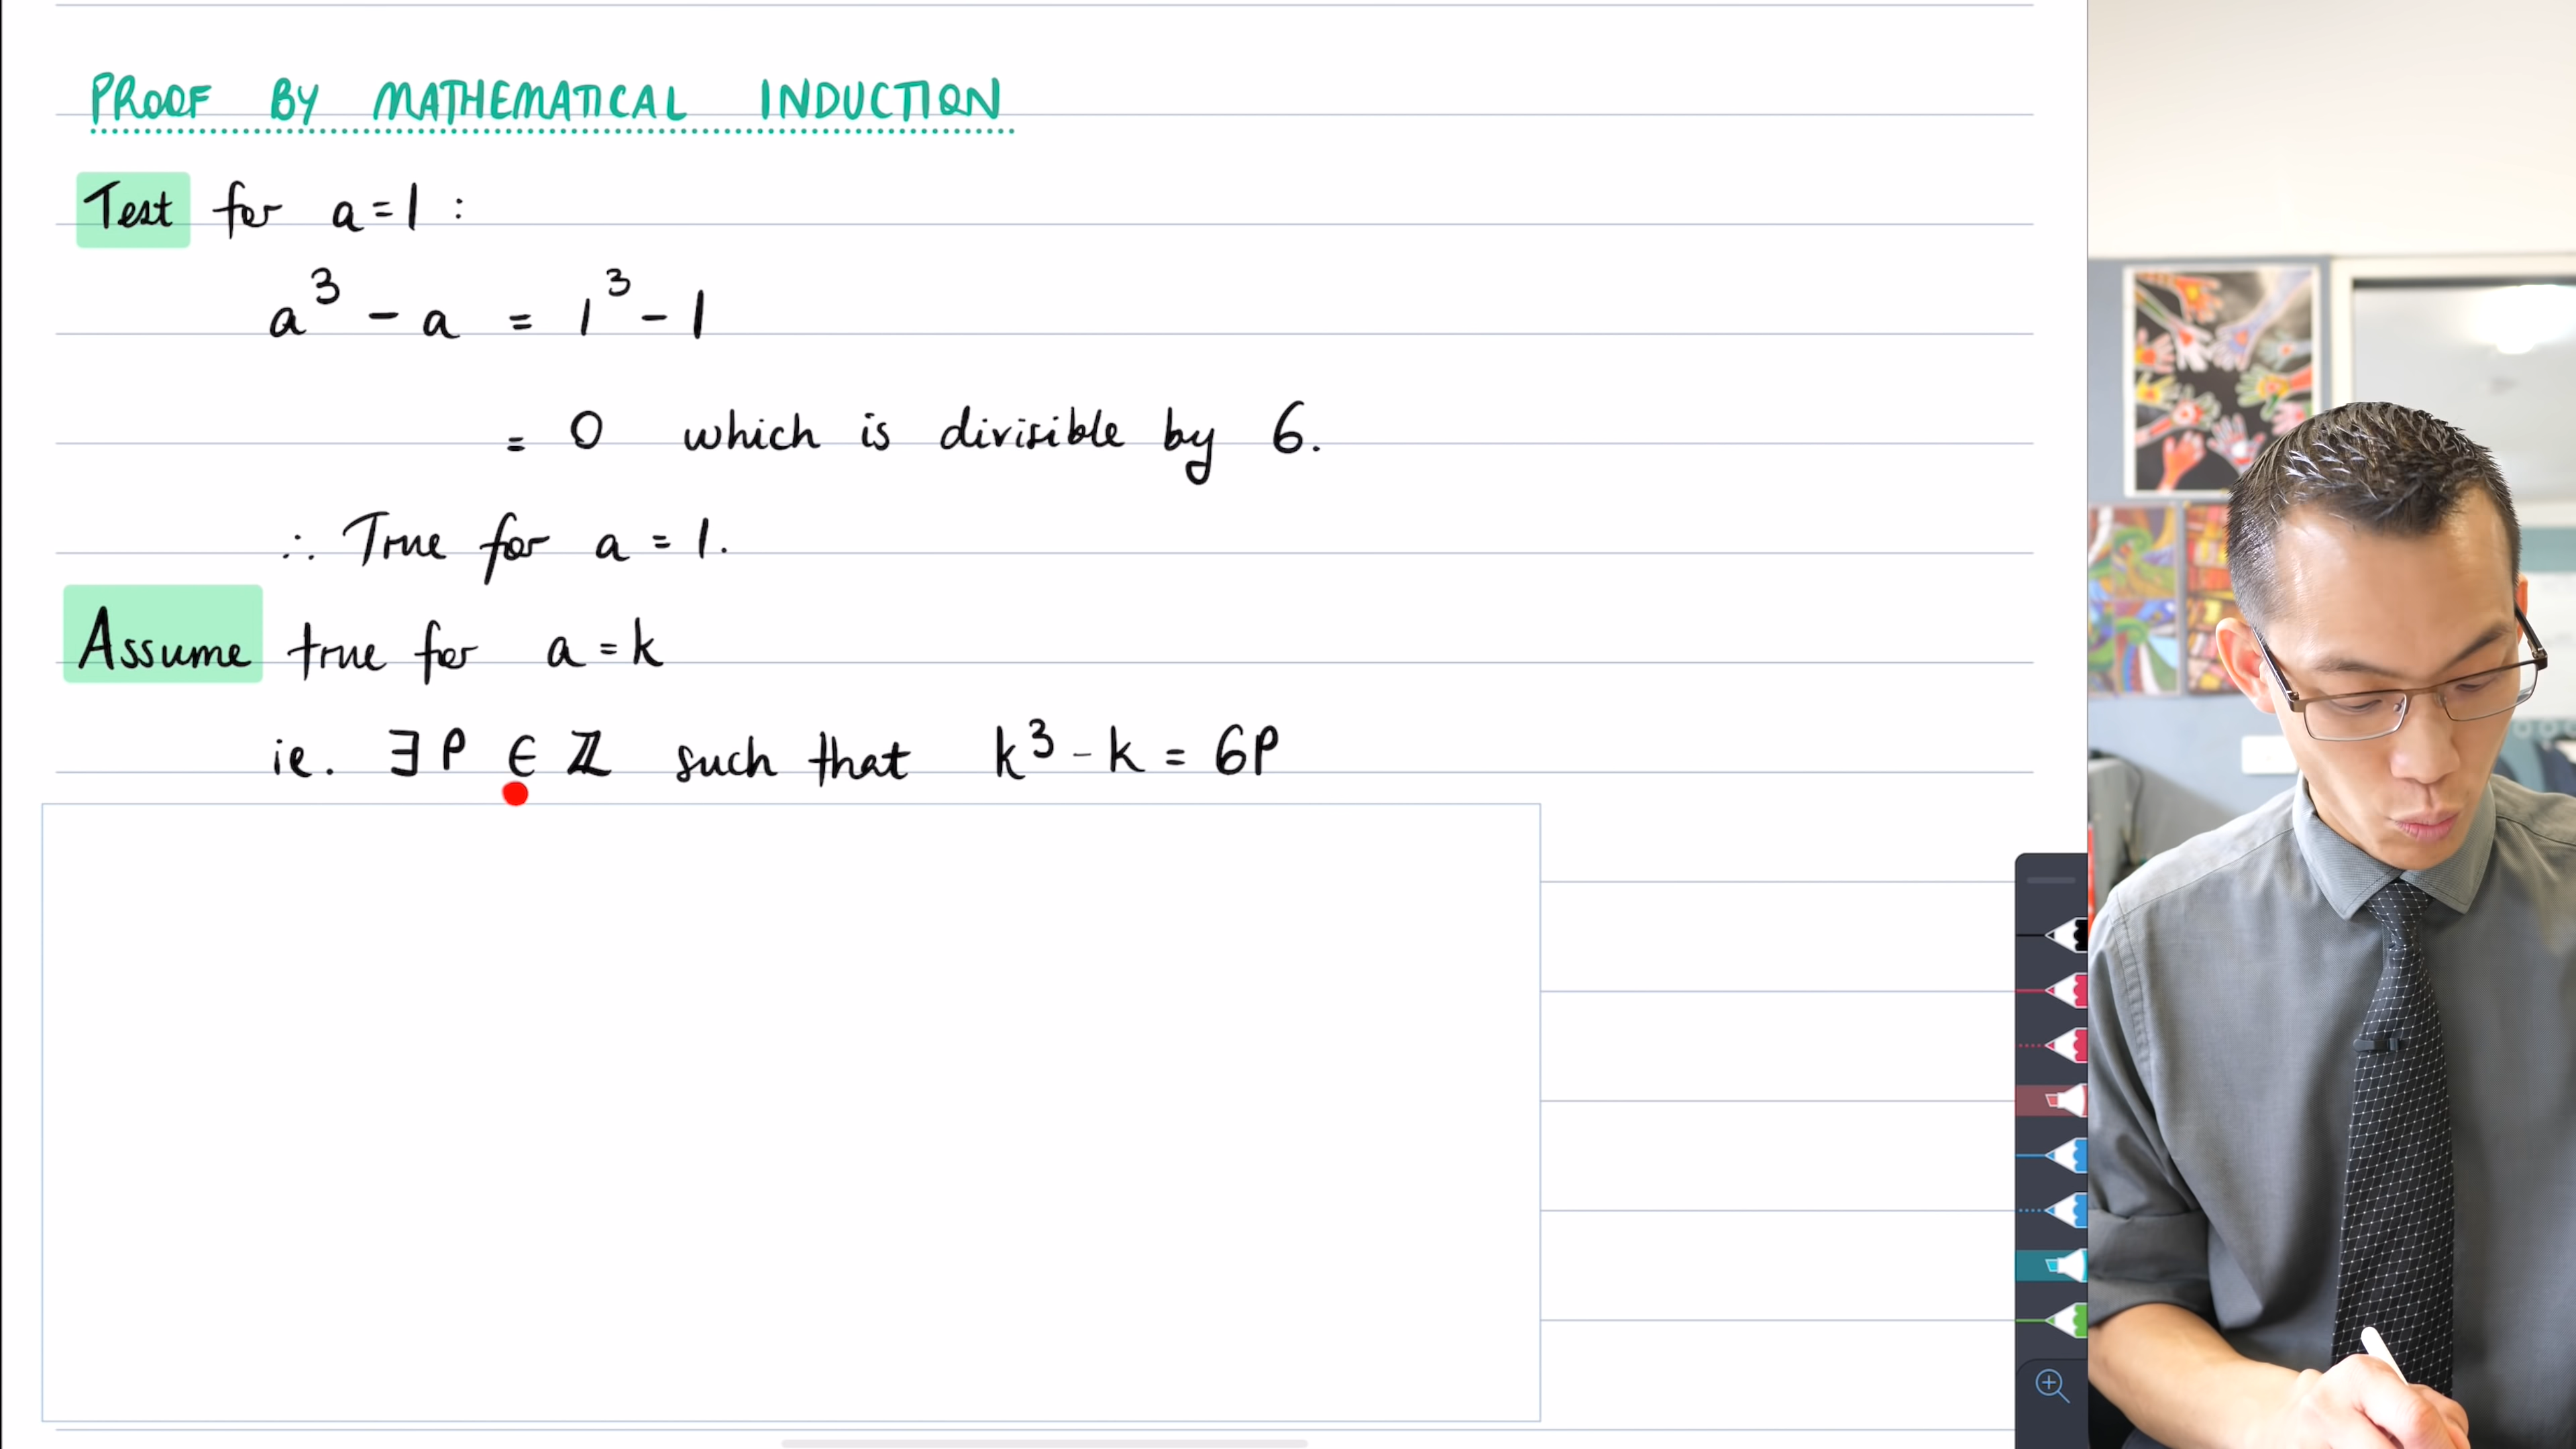 PROOF BY MATHEMATICAL INDUCTION
Test for a=1 :
a³ - a = 1³ - 1
= 0 which is divisible by 6.
∴ True for a = 1.
Assume true for a = k
ie. ∃ P ∈ ℤ such that k³ - k = 6P